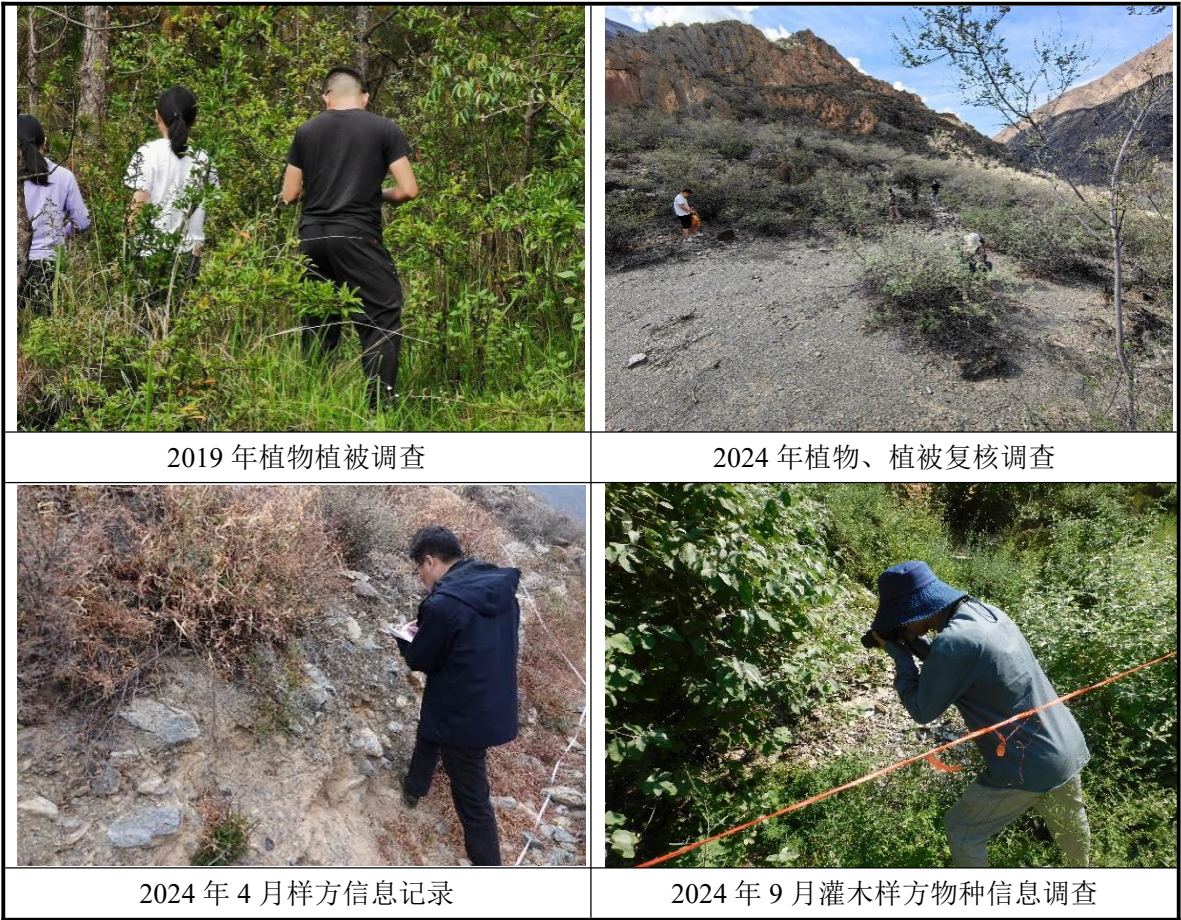 2019 年植物植被调查
2024 年植物、植被复核调查
2024 年 4 月样方信息记录
2024 年 9 月灌木样方物种信息调查